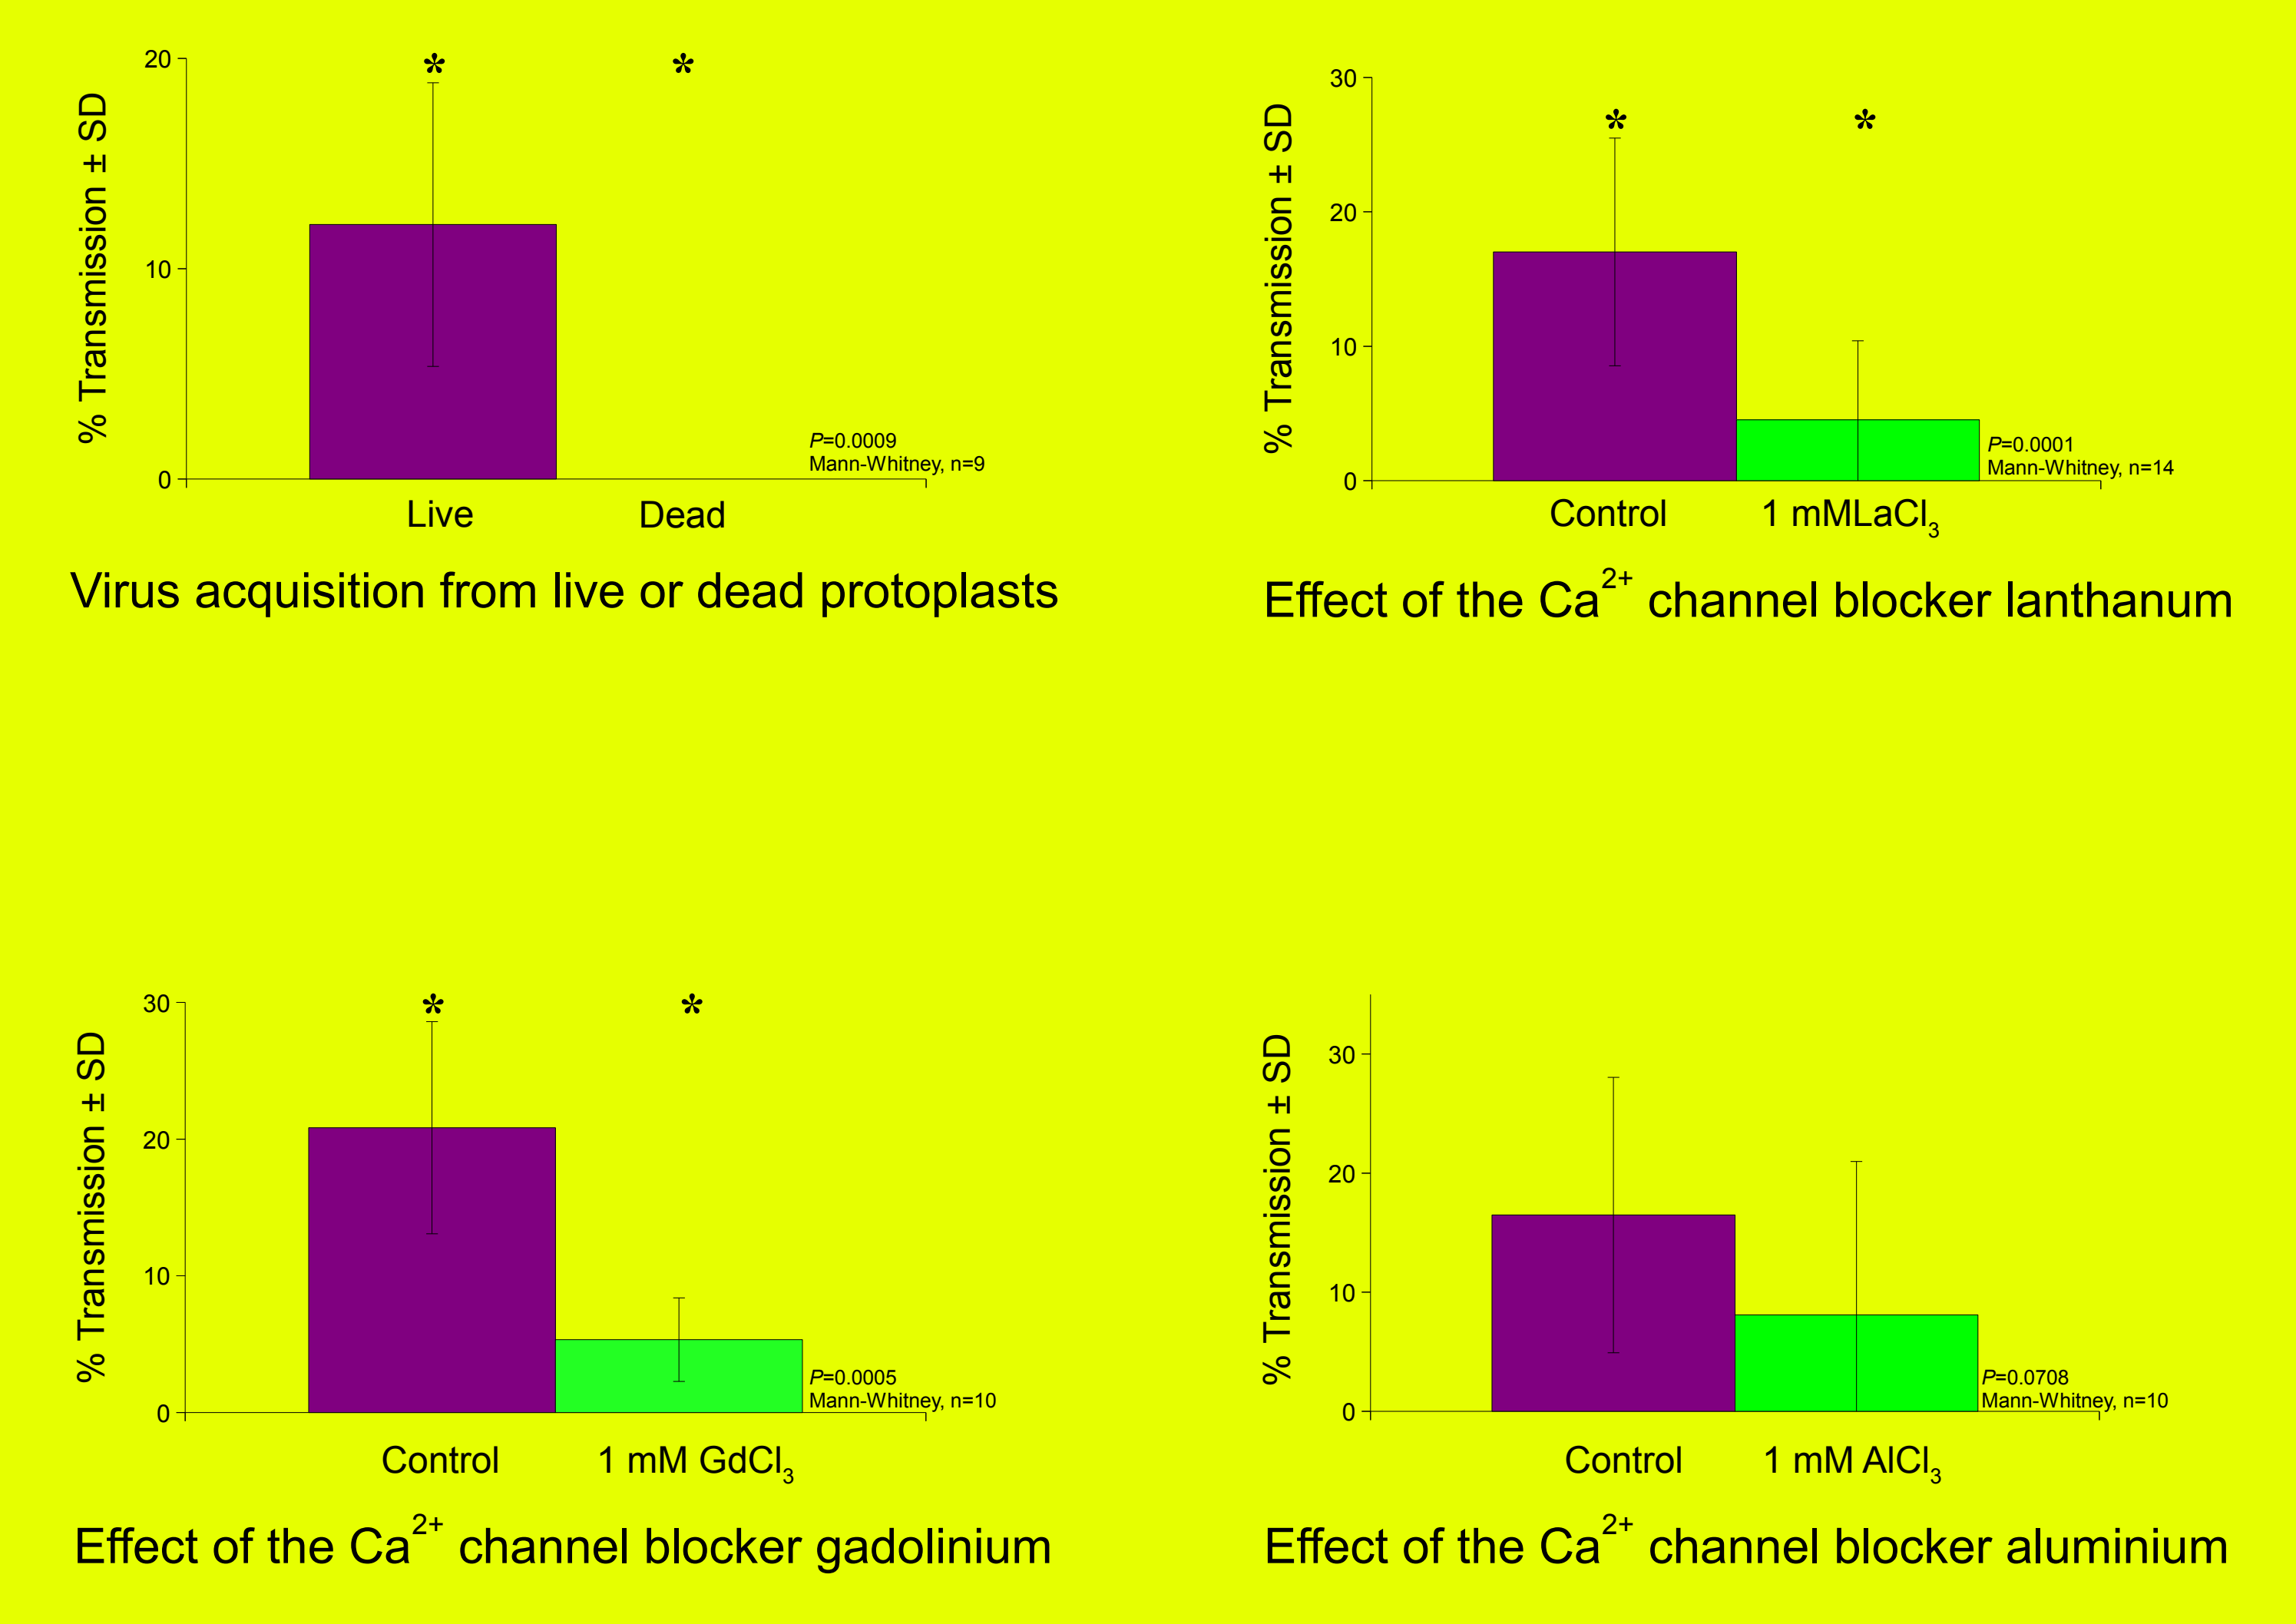 20
10
0
% Transmission ± SD
*
*
P=0.0009
Mann-Whitney, n=9
Live
Dead
Virus acquisition from live or dead protoplasts
30
20
10
0
% Transmission ± SD
*
*
P=0.0001
Mann-Whitney, n=14
Control
1 mMLaCl₃
Effect of the Ca²⁺ channel blocker lanthanum
30
20
10
0
% Transmission ± SD
*
*
P=0.0005
Mann-Whitney, n=10
Control
1 mM GdCl₃
Effect of the Ca²⁺ channel blocker gadolinium
30
20
10
0
% Transmission ± SD
P=0.0708
Mann-Whitney, n=10
Control
1 mM AlCl₃
Effect of the Ca²⁺ channel blocker aluminium